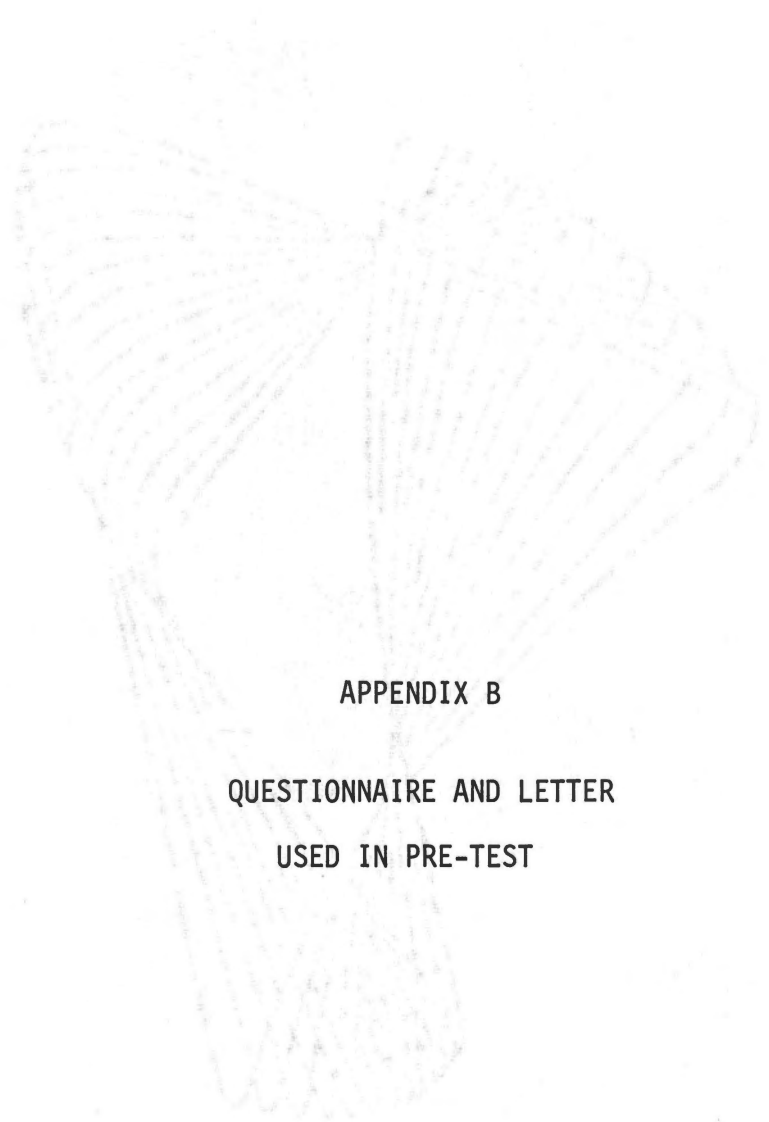 APPENDIX B
QUESTIONNAIRE AND LETTER
USED IN PRE-TEST